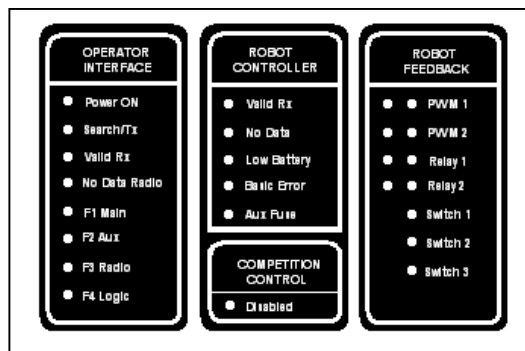 OPERATOR
INTERFACE
Power ON
Search/Tx
Valid Rx
No Data Radio
F1 Main
F2 Aux
F3 Radio
F4 Logic
ROBOT
CONTROLLER
Valid Rx
No Data
Low Battery
Basic Error
Aux Fuse
COMPETITION
CONTROL
Disabled
ROBOT
FEEDBACK
PWM 1
PWM 2
Relay 1
Relay 2
Switch 1
Switch 2
Switch 3